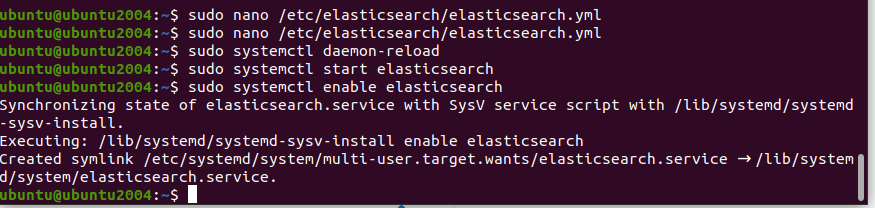 ubuntu@ubuntu2004:~$ sudo nano /etc/elasticsearch/elasticsearch.yml
ubuntu@ubuntu2004:~$ sudo nano /etc/elasticsearch/elasticsearch.yml
ubuntu@ubuntu2004:~$ sudo systemctl daemon-reload
ubuntu@ubuntu2004:~$ sudo systemctl start elasticsearch
ubuntu@ubuntu2004:~$ sudo systemctl enable elasticsearch
Synchronizing state of elasticsearch.service with SysV service script with /lib/systemd/systemd
-sysv-install.
Executing: /lib/systemd/systemd-sysv-install enable elasticsearch
Created symlink /etc/systemd/system/multi-user.target.wants/elasticsearch.service → /lib/system
d/system/elasticsearch.service.
ubuntu@ubuntu2004:~$